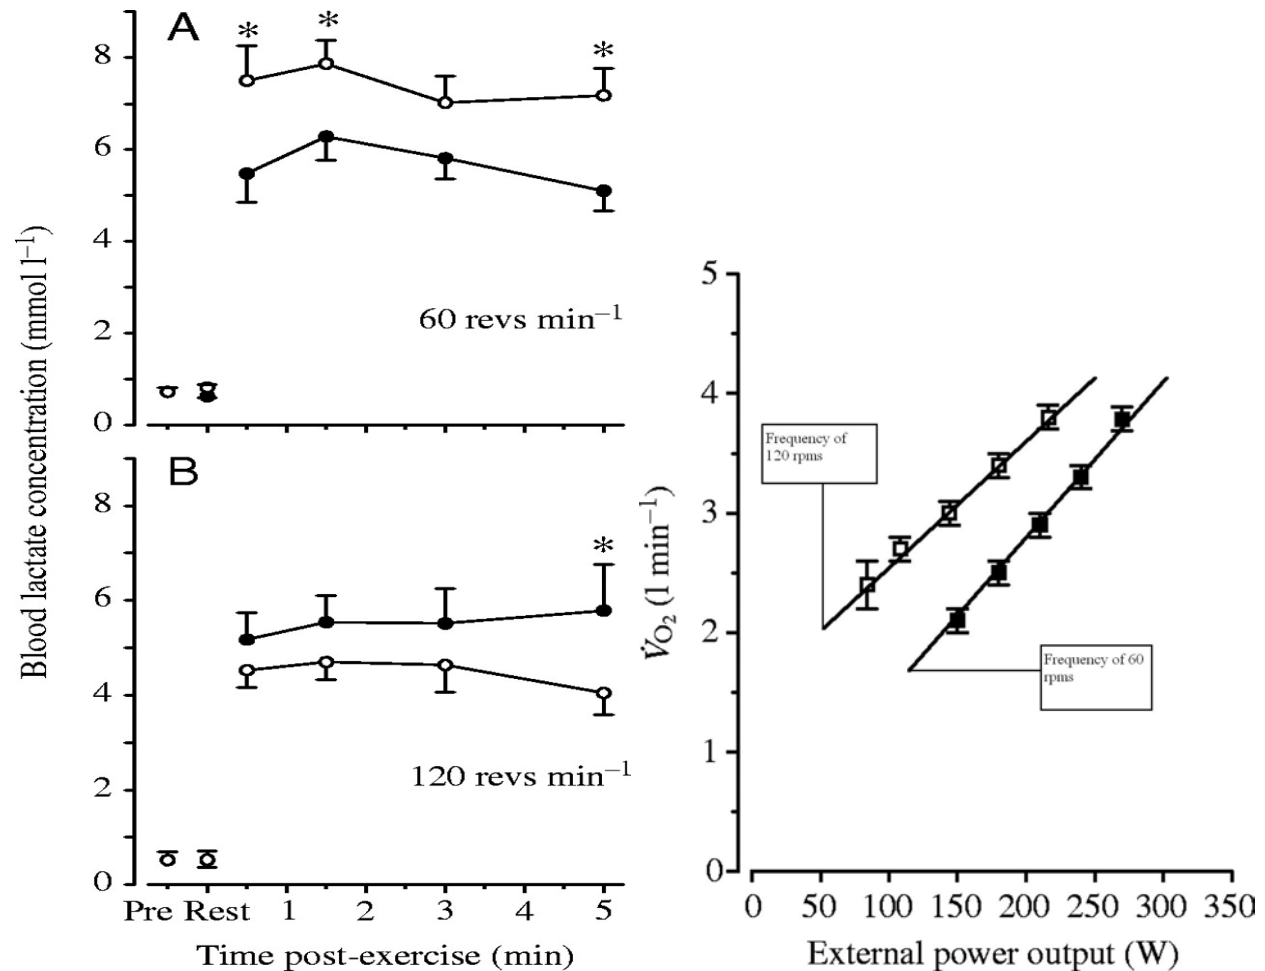 A
*
*
*
8
6
4
2
0
60 revs min⁻¹
B
*
8
6
4
2
0
120 revs min⁻¹
Pre Rest 1 2 3 4 5
Time post-exercise (min)
Blood lactate concentration (mmol l⁻¹)
5
4
3
2
1
0
Frequency of
120 rpms
Frequency of 60
rpms
V̇O₂ (1 min⁻¹)
0 50 100 150 200 250 300 350
External power output (W)